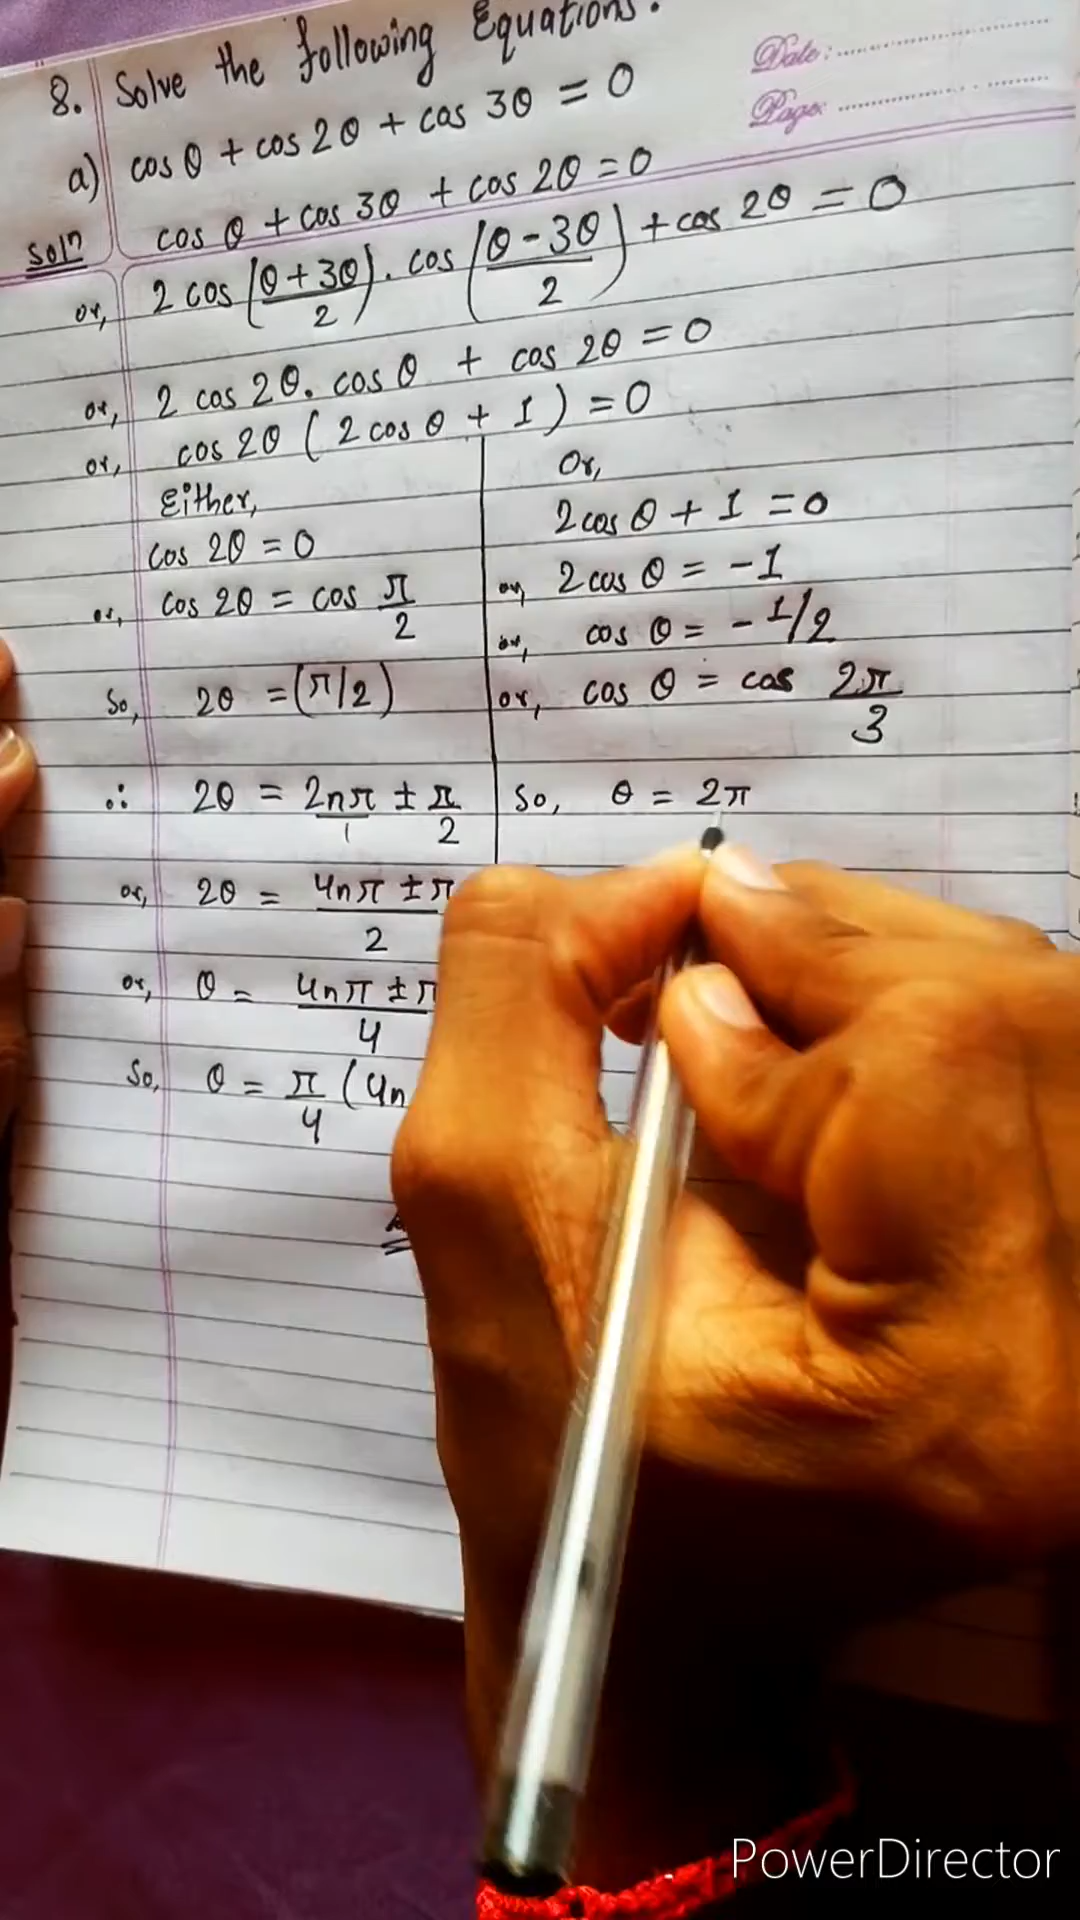 8. Solve the following Equations.
Date:
Page:
a) cos θ + cos 2θ + cos 3θ = 0
Solⁿ cos θ + cos 3θ + cos 2θ = 0
or, 2 cos (θ + 3θ / 2) . cos (θ - 3θ / 2) + cos 2θ = 0
or, 2 cos 2θ. cos θ + cos 2θ = 0
or, cos 2θ ( 2 cos θ + 1 ) = 0
Either,
cos 2θ = 0
or, cos 2θ = cos π/2
So, 2θ = (π/2)
∴ 2θ = 2nπ/1 ± π/2
or, 2θ = 4nπ ± π / 2
or, θ = 4nπ ± π / 4
So, θ = π/4 (4n
Or,
2 cos θ + 1 = 0
or, 2 cos θ = -1
or, cos θ = - 1/2
or, cos θ = cos 2π/3
So, θ = 2π
PowerDirector